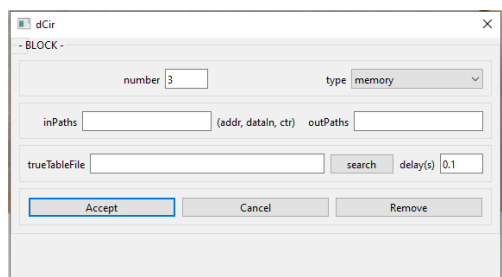 dCir
- BLOCK -
number 3 type memory
inPaths (addr, dataIn, ctr) outPaths
trueTableFile search delay(s) 0.1
Accept Cancel Remove